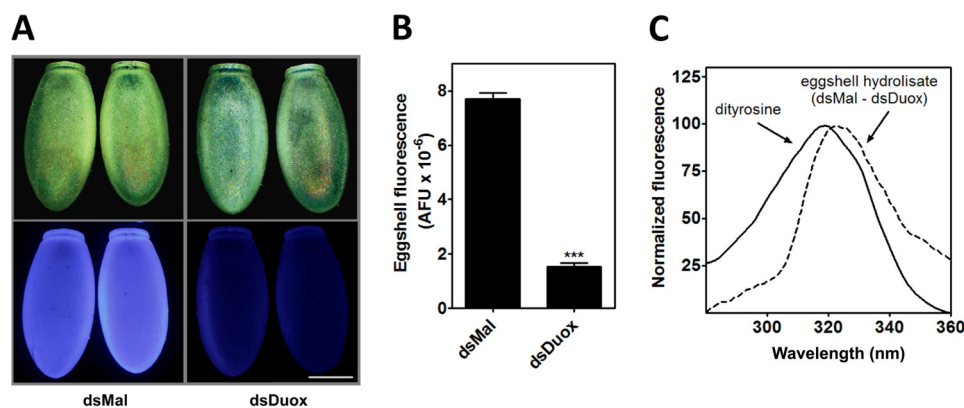 A
dsMal
dsDuox
B
Eggshell fluorescence
(AFU x 10-6)
8
6
4
2
0
***
dsMal
dsDuox
C
Normalized fluorescence
125
100
75
50
25
dityrosine
eggshell hydrolisate
(dsMal - dsDuox)
300
320
340
360
Wavelength (nm)